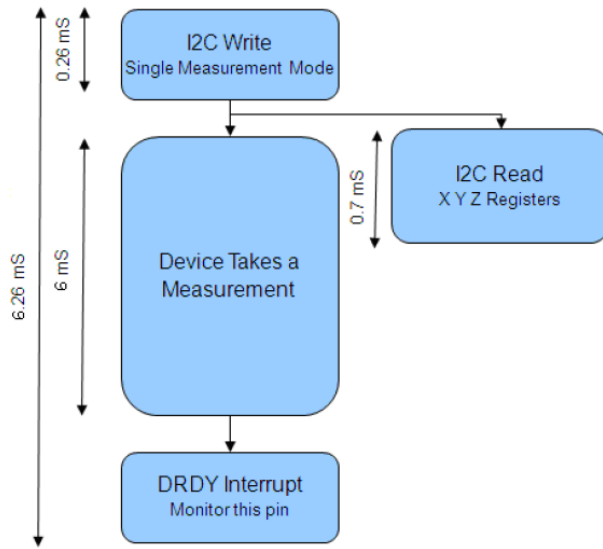 I2C Write
Single Measurement Mode
0.26 mS
I2C Read
X Y Z Registers
0.7 mS
Device Takes a
Measurement
6 mS
6.26 mS
DRDY Interrupt
Monitor this pin